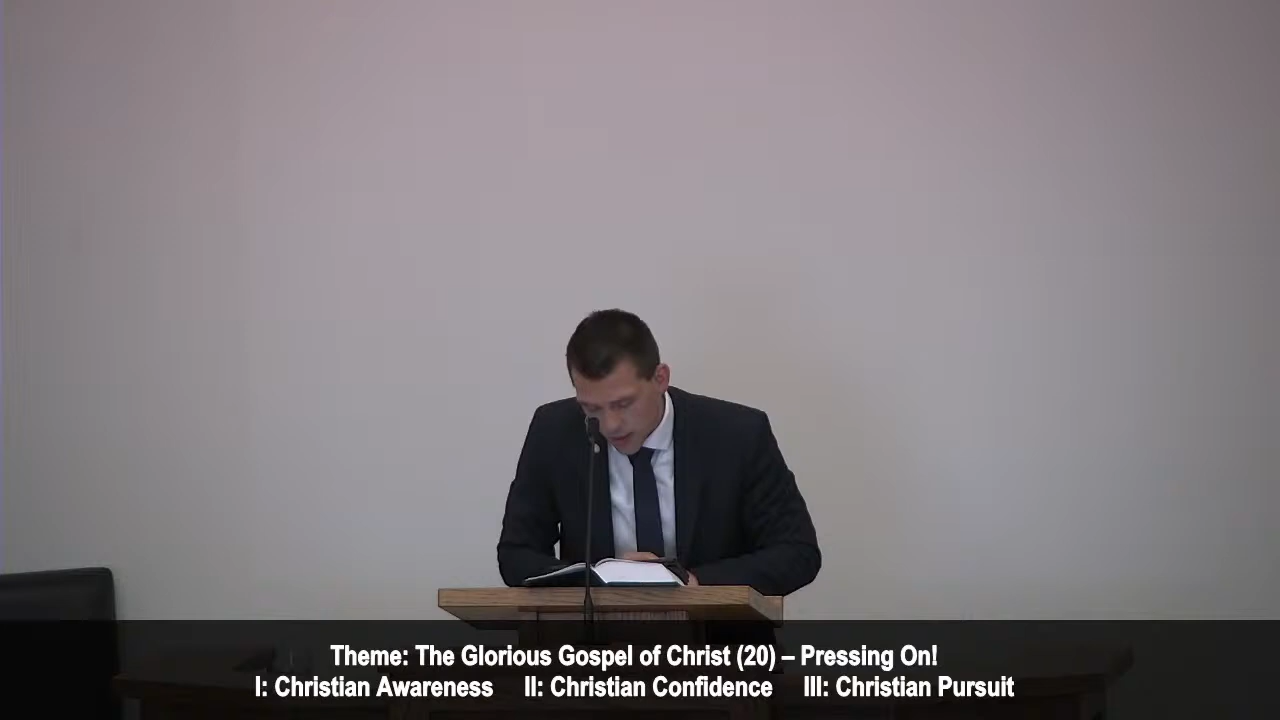 Theme: The Glorious Gospel of Christ (20) – Pressing On!
I: Christian Awareness II: Christian Confidence III: Christian Pursuit